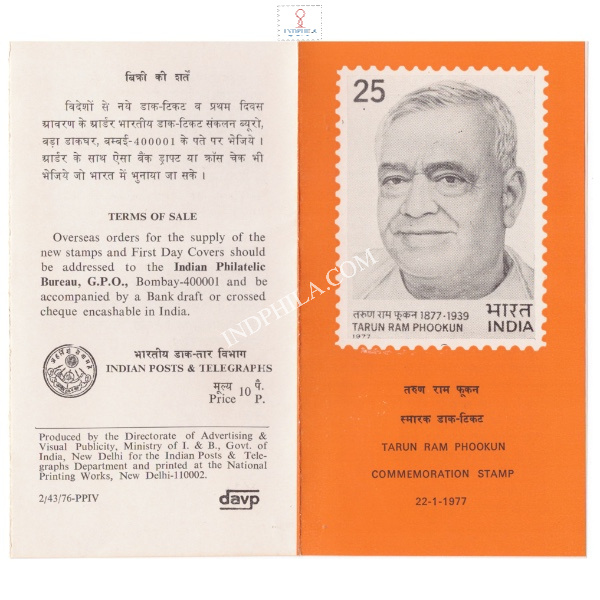 INDPHILA
बिक्री की शर्तें
विदेशों से नये डाक-टिकट व प्रथम दिवस
आवरण के आर्डर भारतीय डाक-टिकट संकलन ब्यूरो,
बड़ा डाकघर, बम्बई-400001 के पते पर भेजिये ।
आर्डर के साथ ऐसा बैंक ड्राफ्ट या क्रॉस चेक भी
भेजिये जो भारत में भुनाया जा सके ।
TERMS OF SALE
Overseas orders for the supply of the
new stamps and First Day Covers should
be addressed to the Indian Philatelic
Bureau, G.P.O., Bombay-400001 and be
accompanied by a Bank draft or crossed
cheque encashable in India.
भारतीय डाक-तार विभाग
INDIAN POSTS & TELEGRAPHS
मूल्य 10 पै.
Price 10 P.
Produced by the Directorate of Advertising &
Visual Publicity, Ministry of I. & B., Govt. of
India, New Delhi for the Indian Posts & Tele-
graphs Department and printed at the National
Printing Works, New Delhi-110002.
2/43/76-PPIV
davp
25
तरुण राम फूकन 1877-1939
TARUN RAM PHOOKUN
1977
भारत
INDIA
तरुण राम फूकन
स्मारक डाक-टिकट
TARUN RAM PHOOKUN
COMMEMORATION STAMP
22-1-1977
INDPHILA.COM